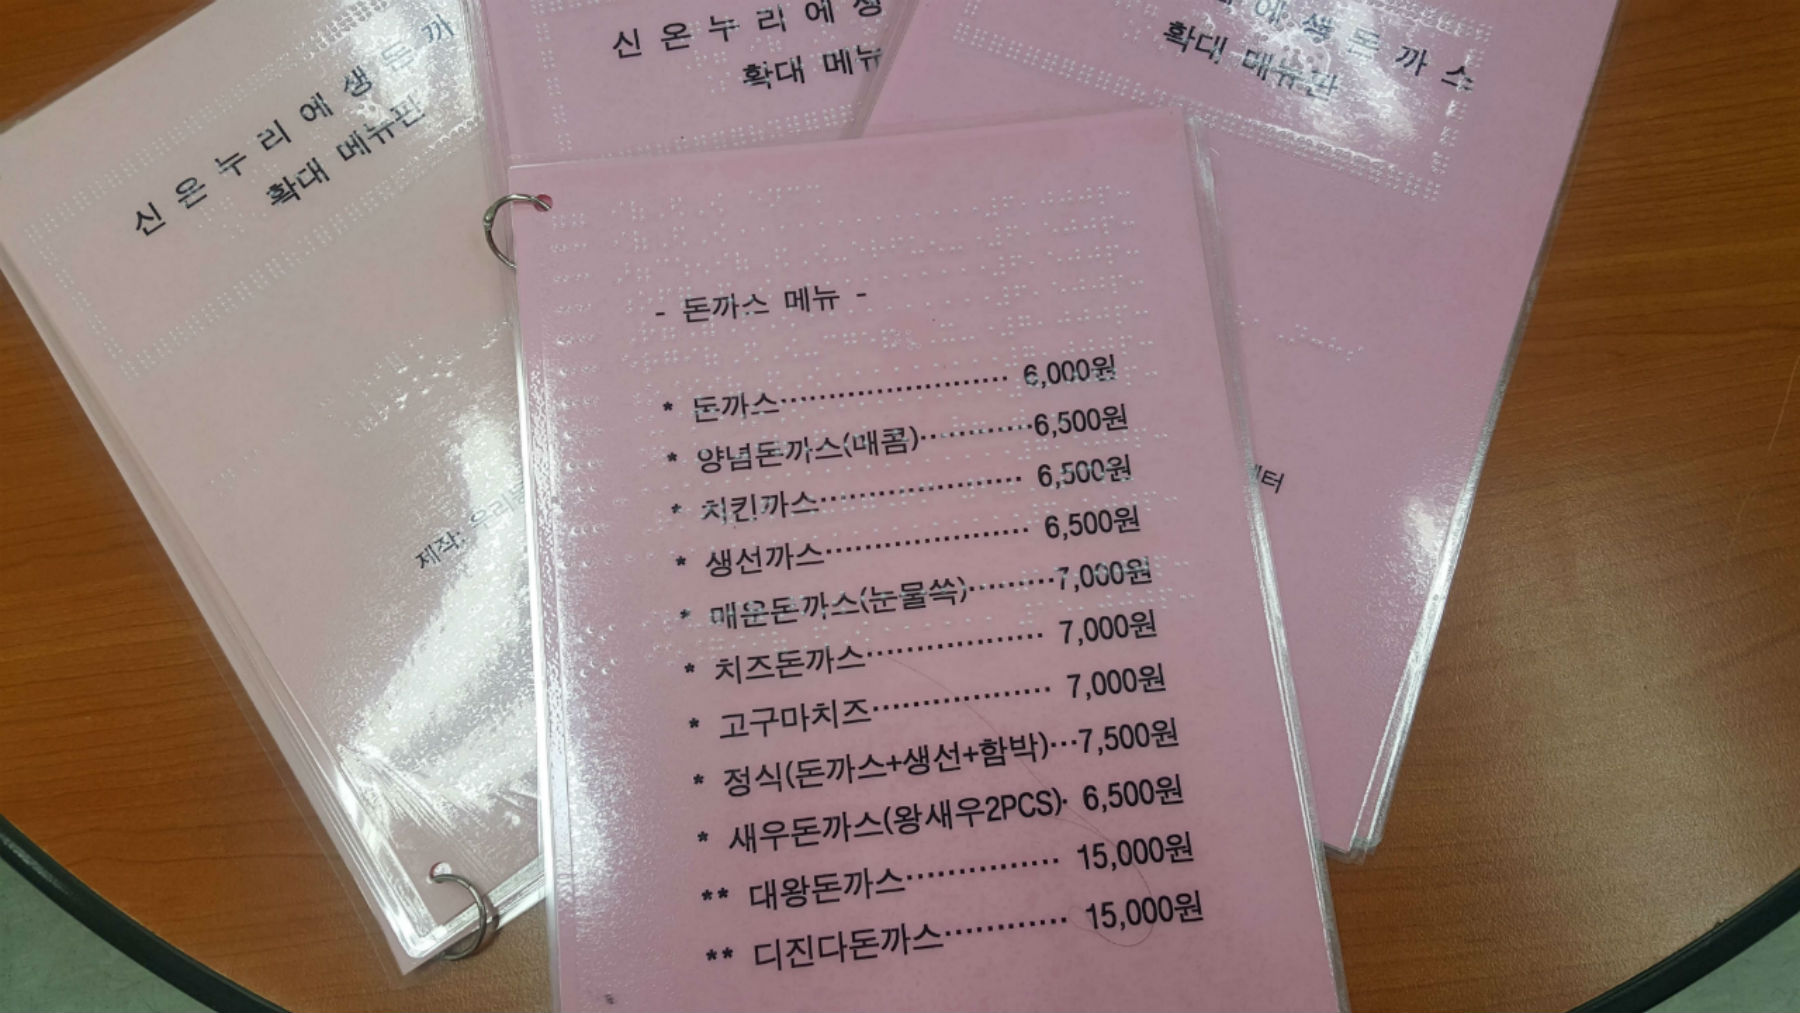 신 온 누 리 에 생 돈 까
확대 메뉴판
제작:
신 온 누 리 에 생
확대 메뉴
에 생 돈 까 스
확대 메뉴판
센터
- 돈까스 메뉴 -
* 돈까스························ 6,000원
* 양념돈까스(매콤)············6,500원
* 치킨까스····················· 6,500원
* 생선까스····················· 6,500원
* 매운돈까스(눈물쏙)·········7,000원
* 치즈돈까스·················· 7,000원
* 고구마치즈·················· 7,000원
* 정식(돈까스+생선+함박)···7,500원
* 새우돈까스(왕새우2PCS)· 6,500원
** 대왕돈까스················ 15,000원
** 디진다돈까스············· 15,000원